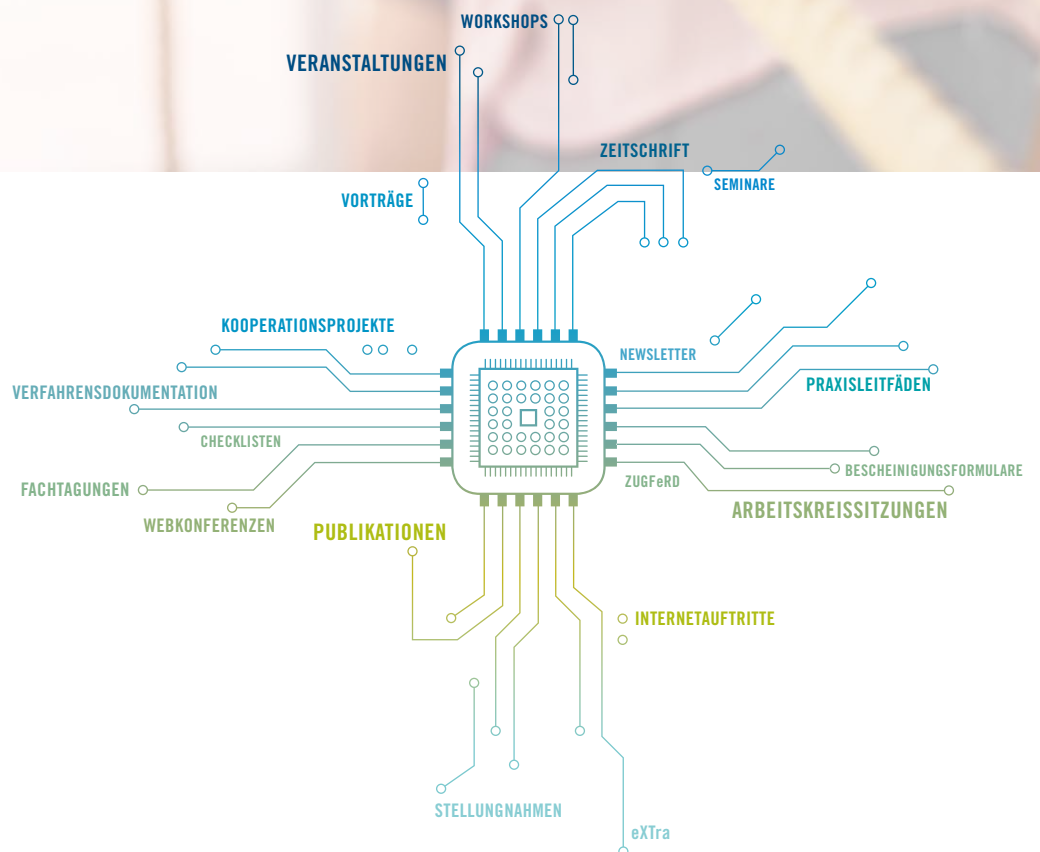 WORKSHOPS
VERANSTALTUNGEN
ZEITSCHRIFT
SEMINARE
VORTRÄGE
KOOPERATIONSPROJEKTE
NEWSLETTER
PRAXISLEITFÄDEN
VERFAHRENSDOKUMENTATION
CHECKLISTEN
BESCHEINIGUNGSFORMULARE
ZUGFeRD
FACHTAGUNGEN
ARBEITSKREISSITZUNGEN
WEBKONFERENZEN
PUBLIKATIONEN
INTERNETAUFTRITTE
STELLUNGNAHMEN
eXTra